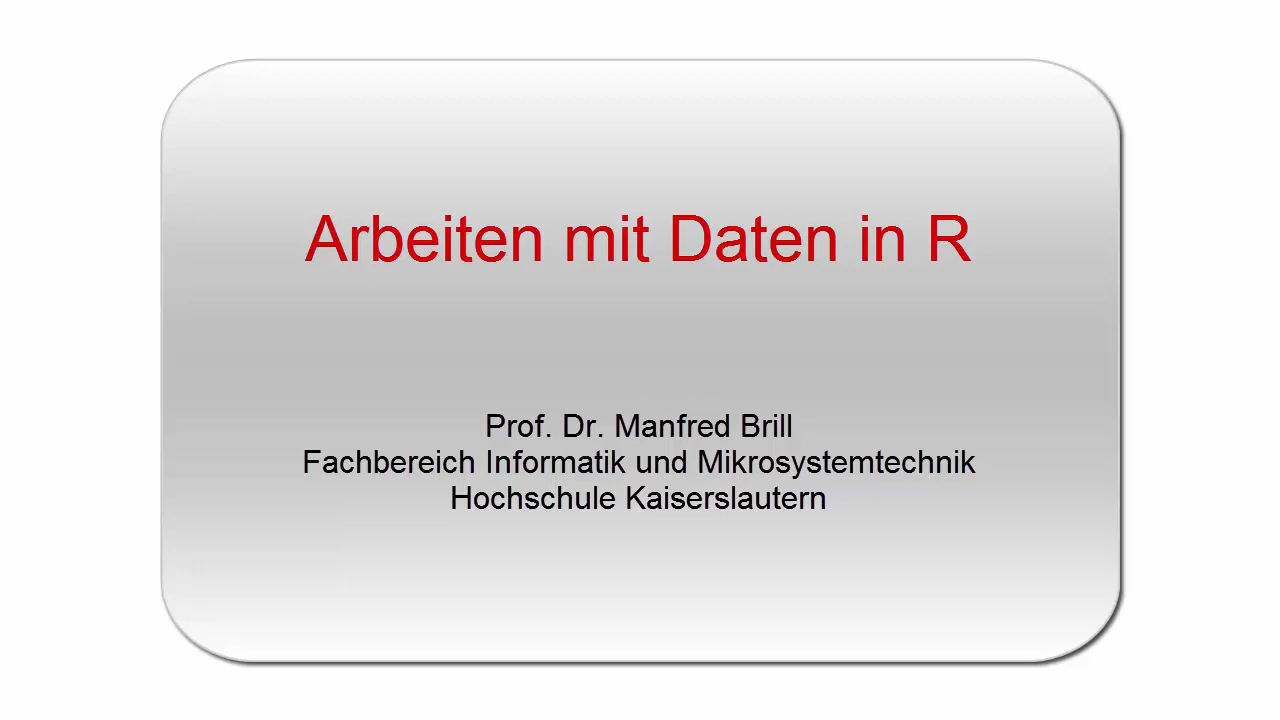 Arbeiten mit Daten in R
Prof. Dr. Manfred Brill
Fachbereich Informatik und Mikrosystemtechnik
Hochschule Kaiserslautern